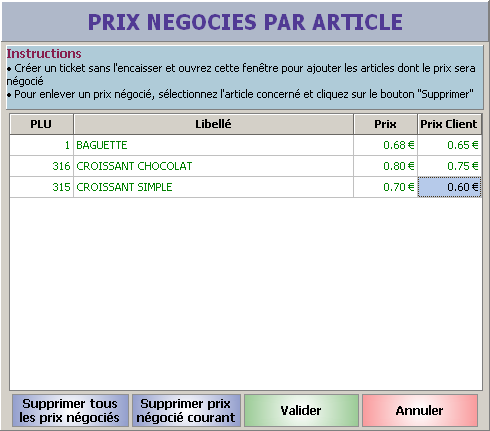 PRIX NEGOCIES PAR ARTICLE
Instructions
• Créer un ticket sans l'encaisser et ouvrez cette fenêtre pour ajouter les articles dont le prix sera
négocié
• Pour enlever un prix négocié, sélectionnez l'article concerné et cliquez sur le bouton "Supprimer"
PLU Libellé Prix Prix Client
1 BAGUETTE 0.68 € 0.65 €
316 CROISSANT CHOCOLAT 0.80 € 0.75 €
315 CROISSANT SIMPLE 0.70 € 0.60 €
Supprimer tous
les prix négociés
Supprimer prix
négocié courant
Valider
Annuler